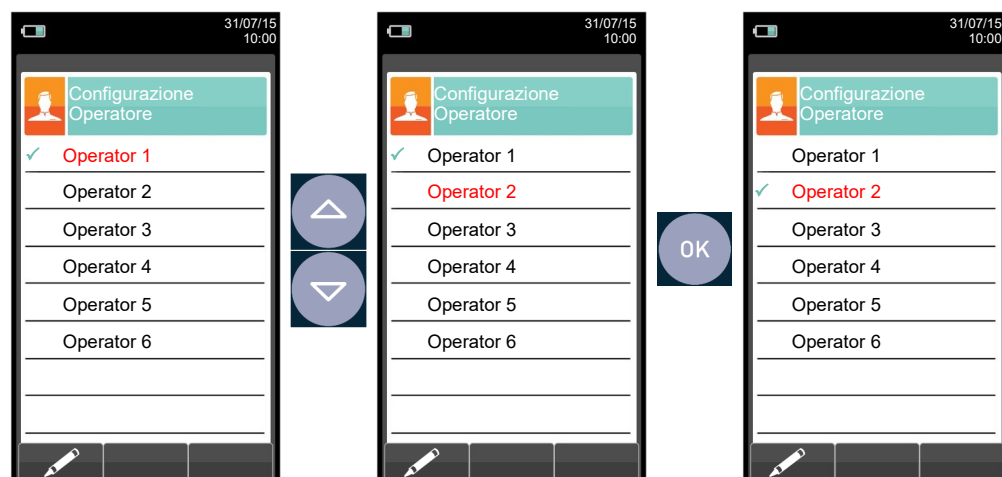 31/07/15
10:00
Configurazione
Operatore
Operator 1
Operator 2
Operator 3
Operator 4
Operator 5
Operator 6
31/07/15
10:00
Configurazione
Operatore
Operator 1
Operator 2
Operator 3
Operator 4
Operator 5
Operator 6
OK
31/07/15
10:00
Configurazione
Operatore
Operator 1
Operator 2
Operator 3
Operator 4
Operator 5
Operator 6